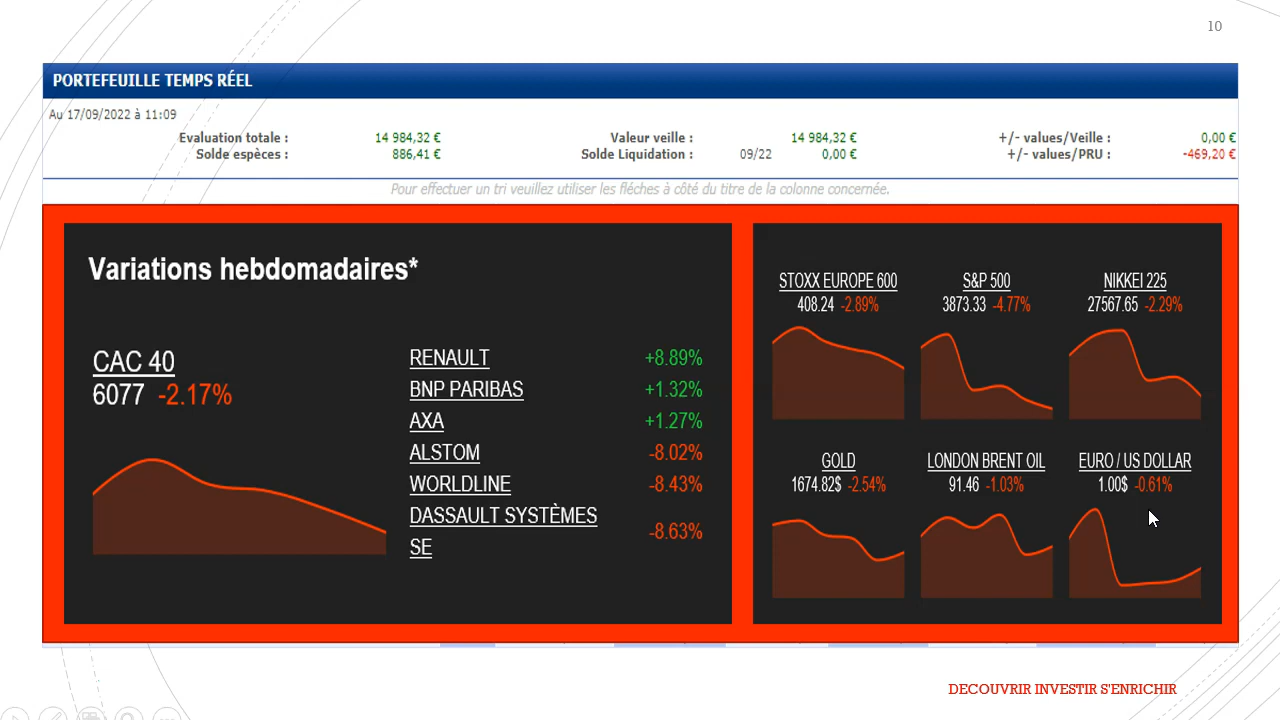 10
PORTEFEUILLE TEMPS RÉEL
Au 17/09/2022 à 11:09
Evaluation totale : 14 984,32 € Valeur veille : 14 984,32 € +/- values/Veille : 0,00 €
Solde espèces : 886,41 € Solde Liquidation : 09/22 0,00 € +/- values/PRU : -469,20 €
Pour effectuer un tri veuillez utiliser les fléches à côté du titre de la colonne concernée.
Variations hebdomadaires*
CAC 40
6077 -2.17%
RENAULT +8.89%
BNP PARIBAS +1.32%
AXA +1.27%
ALSTOM -8.02%
WORLDLINE -8.43%
DASSAULT SYSTÈMES
SE -8.63%
STOXX EUROPE 600 S&P 500 NIKKEI 225
408.24 -2.89% 3873.33 -4.77% 27567.65 -2.29%
GOLD LONDON BRENT OIL EURO / US DOLLAR
1674.82$ -2.54% 91.46 -1.03% 1.00$ -0.61%
DECOUVRIR INVESTIR S'ENRICHIR